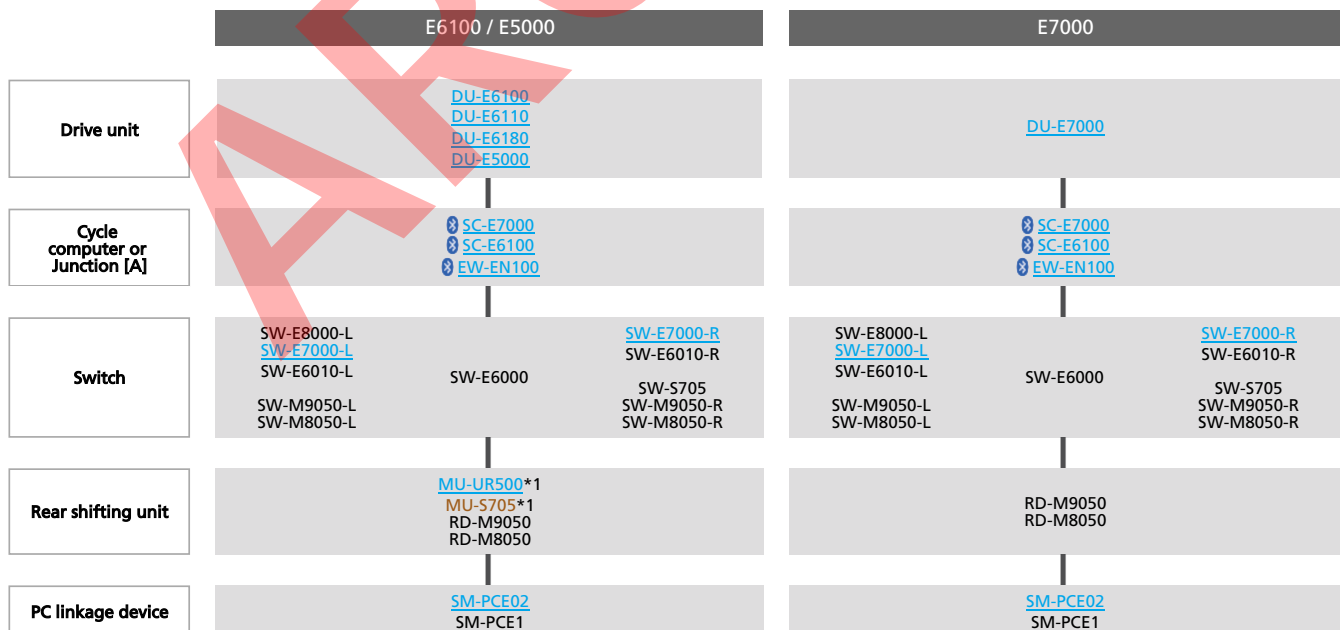 E6100 / E5000
E7000
Drive unit
DU-E6100
DU-E6110
DU-E6180
DU-E5000
DU-E7000
Cycle
computer or
Junction [A]
SC-E7000
SC-E6100
EW-EN100
SC-E7000
SC-E6100
EW-EN100
Switch
SW-E8000-L
SW-E7000-L
SW-E6010-L
SW-M9050-L
SW-M8050-L
SW-E6000
SW-E7000-R
SW-E6010-R
SW-S705
SW-M9050-R
SW-M8050-R
SW-E8000-L
SW-E7000-L
SW-E6010-L
SW-M9050-L
SW-M8050-L
SW-E6000
SW-E7000-R
SW-E6010-R
SW-S705
SW-M9050-R
SW-M8050-R
Rear shifting unit
MU-UR500*1
MU-S705*1
RD-M9050
RD-M8050
RD-M9050
RD-M8050
PC linkage device
SM-PCE02
SM-PCE1
SM-PCE02
SM-PCE1